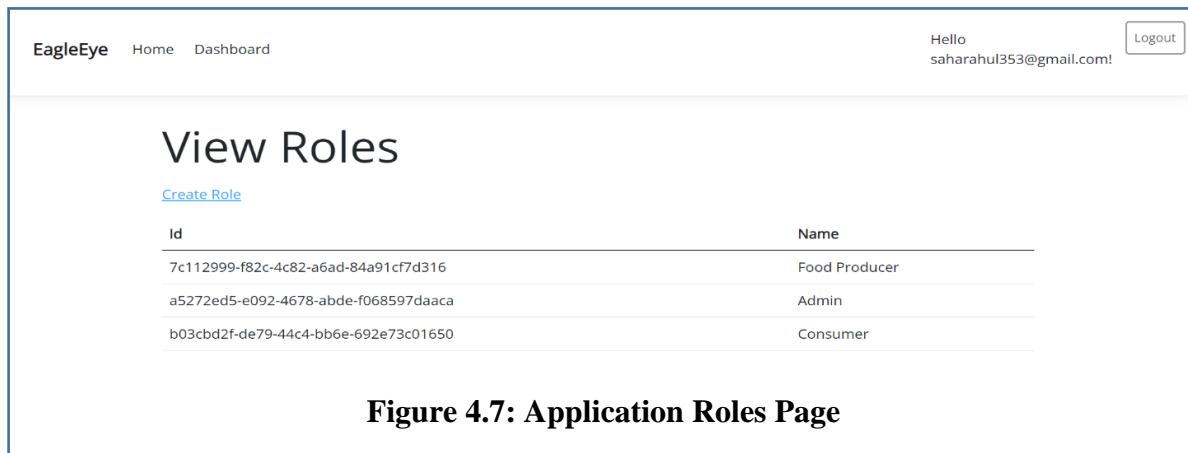 EagleEye Home Dashboard
Hello
saharahul353@gmail.com!
Logout
View Roles
Create Role
Id Name
7c112999-f82c-4c82-a6ad-84a91cf7d316 Food Producer
a5272ed5-e092-4678-abde-f068597daaca Admin
b03cbd2f-de79-44c4-bb6e-692e73c01650 Consumer
Figure 4.7: Application Roles Page